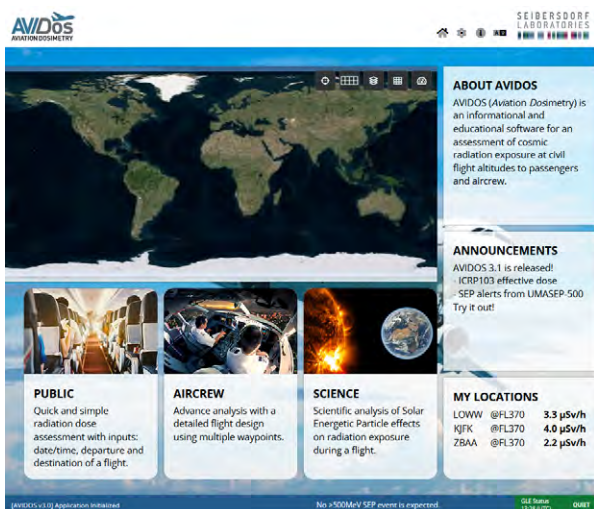 AVIDOS
AVIATION DOSIMETRY
SEIBERSDORF
LABORATORIES
ABOUT AVIDOS
AVIDOS (Aviation Dosimetry) is
an informational and
educational software for an
assessment of cosmic
radiation exposure at civil
flight altitudes to passengers
and aircrew.
ANNOUNCEMENTS
AVIDOS 3.1 is released!
- ICRP103 effective dose
- SEP alerts from UMASEP-500
Try it out!
PUBLIC
Quick and simple
radiation dose
assessment with inputs:
date/time, departure and
destination of a flight.
AIRCREW
Advance analysis with a
detailed flight design
using multiple waypoints.
SCIENCE
Scientific analysis of Solar
Energetic Particle effects
on radiation exposure
during a flight.
MY LOCATIONS
LOWW @FL370 3.3 µSv/h
KJFK @FL370 4.0 µSv/h
ZBAA @FL370 2.2 µSv/h
[AVIDOS v3.0] Application Initialized
No >500MeV SEP event is expected.
GLE Status
(UTC)
QUIET